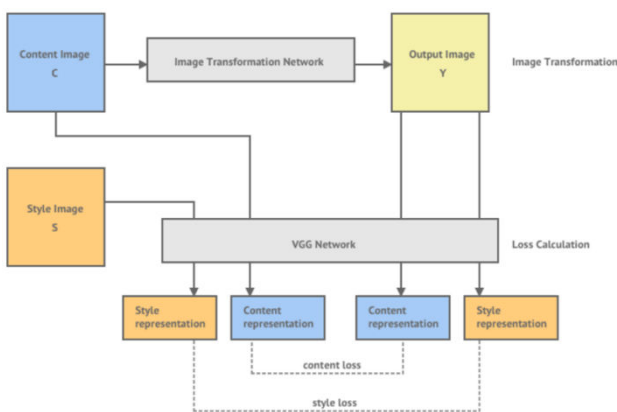 Content Image
C
Image Transformation Network
Output Image
Y
Image Transformation
Style Image
S
VGG Network
Loss Calculation
Style
representation
Content
representation
Content
representation
Style
representation
content loss
style loss